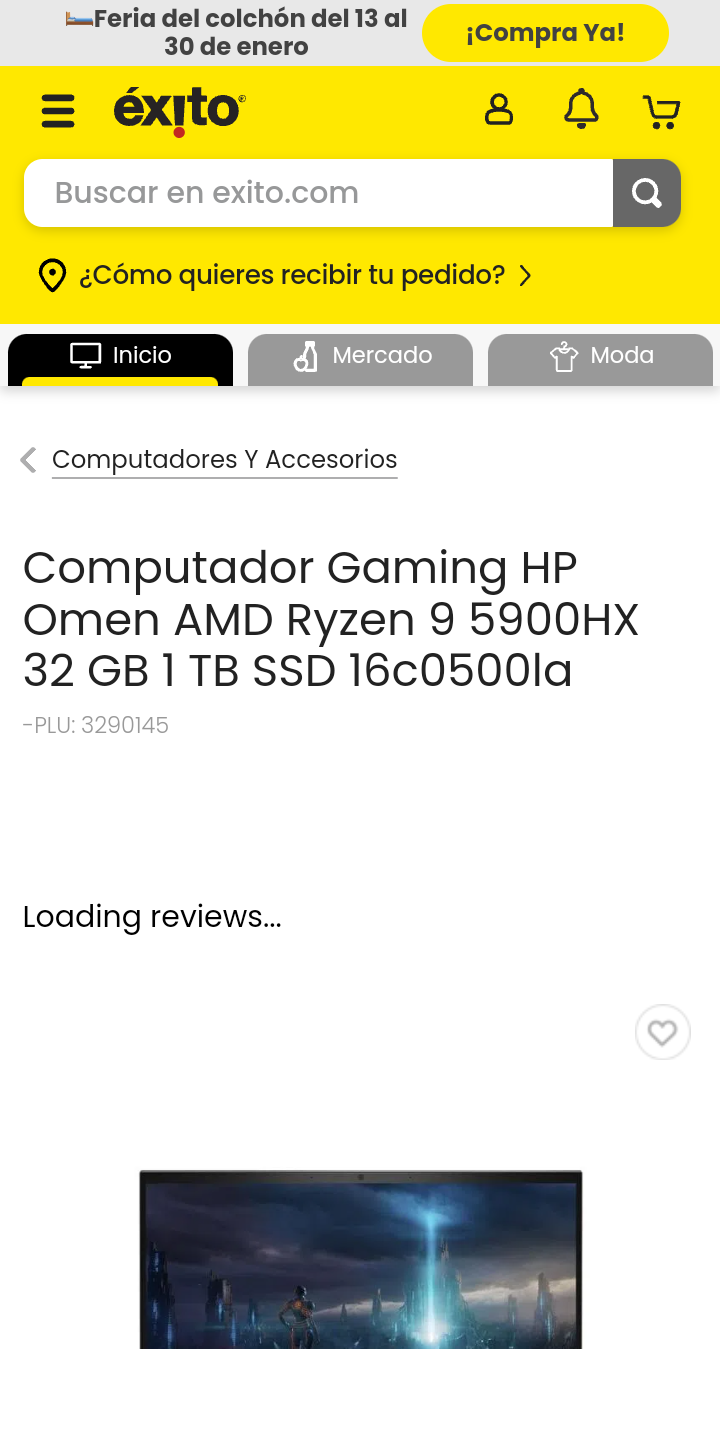 Feria del colchón del 13 al
30 de enero
¡Compra Ya!
éxito®
Buscar en exito.com
¿Cómo quieres recibir tu pedido?
Inicio
Mercado
Moda
Computadores Y Accesorios
Computador Gaming HP
Omen AMD Ryzen 9 5900HX
32 GB 1 TB SSD 16c0500la
-PLU: 3290145
Loading reviews...